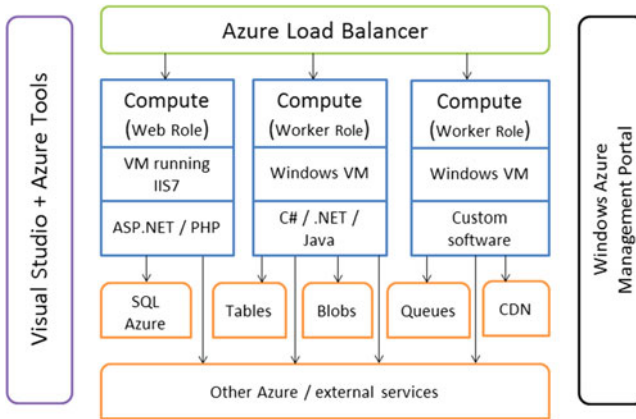 Azure Load Balancer
Visual Studio + Azure Tools
Compute
(Web Role)
VM running
IIS7
ASP.NET / PHP
Compute
(Worker Role)
Windows VM
C# / .NET /
Java
Compute
(Worker Role)
Windows VM
Custom
software
SQL
Azure
Tables
Blobs
Queues
CDN
Other Azure / external services
Windows Azure
Management Portal